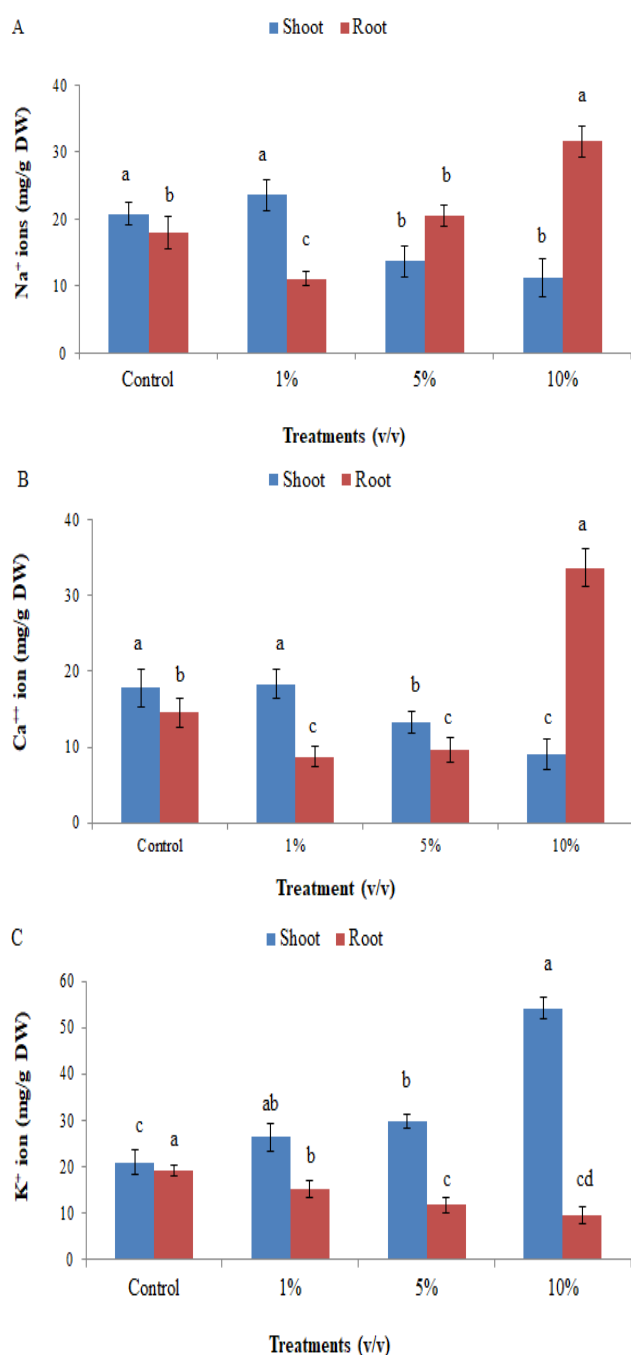 A
Shoot Root
40
30
20
10
0
Na⁺ ions (mg/g DW)
a b a c b b b a
Control 1% 5% 10%
Treatments (v/v)
B
Shoot Root
40
30
20
10
0
Ca⁺⁺ ion (mg/g DW)
a b a c b c c a
Control 1% 5% 10%
Treatment (v/v)
C
Shoot Root
60
50
40
30
20
10
0
K⁺ ion (mg/g DW)
c a ab b b c a cd
Control 1% 5% 10%
Treatments (v/v)